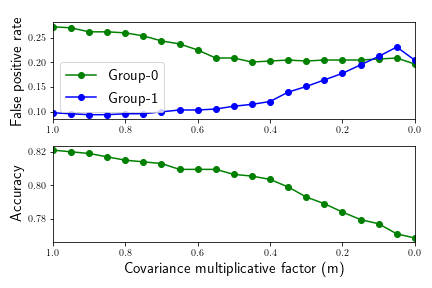 False positive rate
0.25
0.20
0.15
0.10
Group-0
Group-1
1.0 0.8 0.6 0.4 0.2 0.0
Accuracy
0.82
0.80
0.78
1.0 0.8 0.6 0.4 0.2 0.0
Covariance multiplicative factor (m)